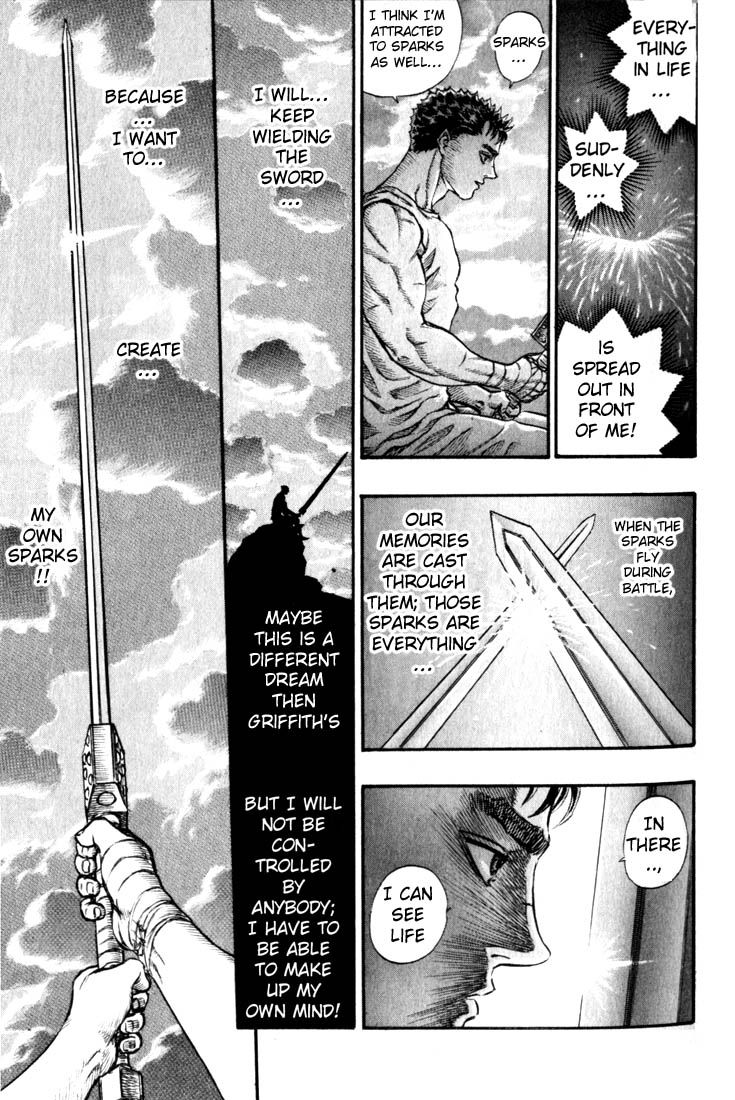 EVERY-
THING
IN LIFE
...
SUD-
DENLY
...
IS
SPREAD
OUT IN
FRONT
OF ME!
SPARKS
...
I THINK I'M
ATTRACTED
TO SPARKS
AS WELL...
WHEN THE
SPARKS
FLY
DURING
BATTLE,
OUR
MEMORIES
ARE CAST
THROUGH
THEM; THOSE
SPARKS ARE
EVERYTHING
...
IN
THERE
...
I CAN
SEE
LIFE
I WILL...
KEEP
WIELDING
THE
SWORD
...
MAYBE
THIS IS A
DIFFERENT
DREAM
THEN
GRIFFITH'S
BUT I WILL
NOT BE
CON-
TROLLED
BY
ANYBODY;
I HAVE TO
BE ABLE
TO MAKE
UP MY
OWN MIND!
BECAUSE
...
I WANT
TO...
CREATE
...
MY
OWN
SPARKS
!!